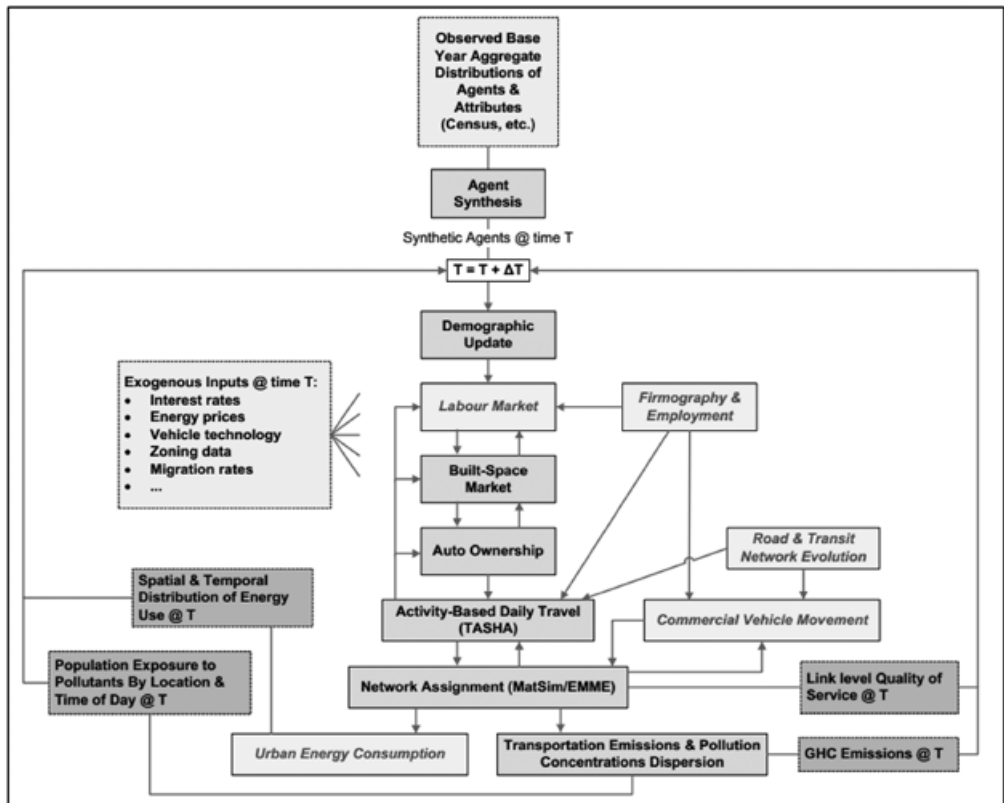 Observed Base
Year Aggregate
Distributions of
Agents &
Attributes
(Census, etc.)
Agent
Synthesis
Synthetic Agents @ time T
T = T + ΔT
Demographic
Update
Exogenous Inputs @ time T:
• Interest rates
• Energy prices
• Vehicle technology
• Zoning data
• Migration rates
• ...
Labour Market
Firmography &
Employment
Built-Space
Market
Auto Ownership
Road & Transit
Network Evolution
Spatial & Temporal
Distribution of Energy
Use @ T
Activity-Based Daily Travel
(TASHA)
Commercial Vehicle Movement
Population Exposure to
Pollutants By Location &
Time of Day @ T
Network Assignment (MatSim/EMME)
Link level Quality of
Service @ T
Urban Energy Consumption
Transportation Emissions & Pollution
Concentrations Dispersion
GHC Emissions @ T